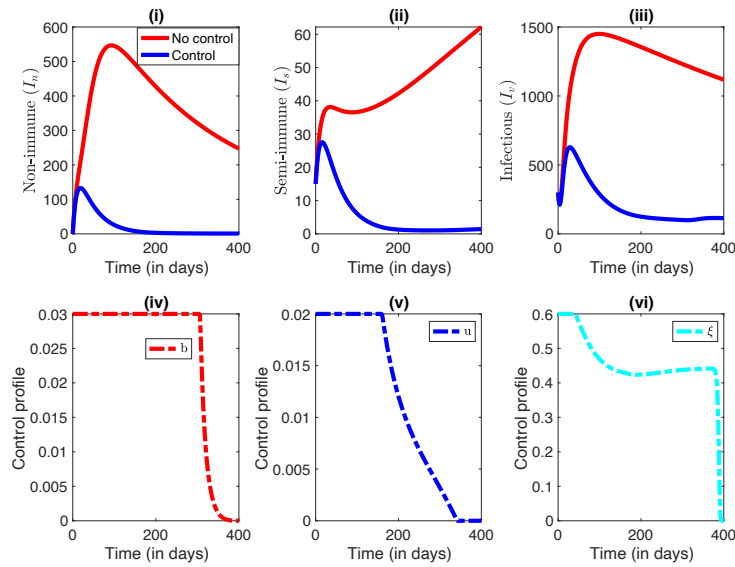 (i)
600
500
400
300
200
100
0
Non-immune (I_n)
No control
Control
0 200 400
Time (in days)
(ii)
60
40
20
0
Semi-immune (I_s)
0 200 400
Time (in days)
(iii)
1500
1000
500
0
Infectious (I_v)
0 200 400
Time (in days)
(iv)
0.03
0.025
0.02
0.015
0.01
0.005
0
Control profile
b
0 200 400
Time (in days)
(v)
0.02
0.015
0.01
0.005
0
Control profile
u
0 200 400
Time (in days)
(vi)
0.6
0.5
0.4
0.3
0.2
0.1
0
Control profile
ξ
0 200 400
Time (in days)